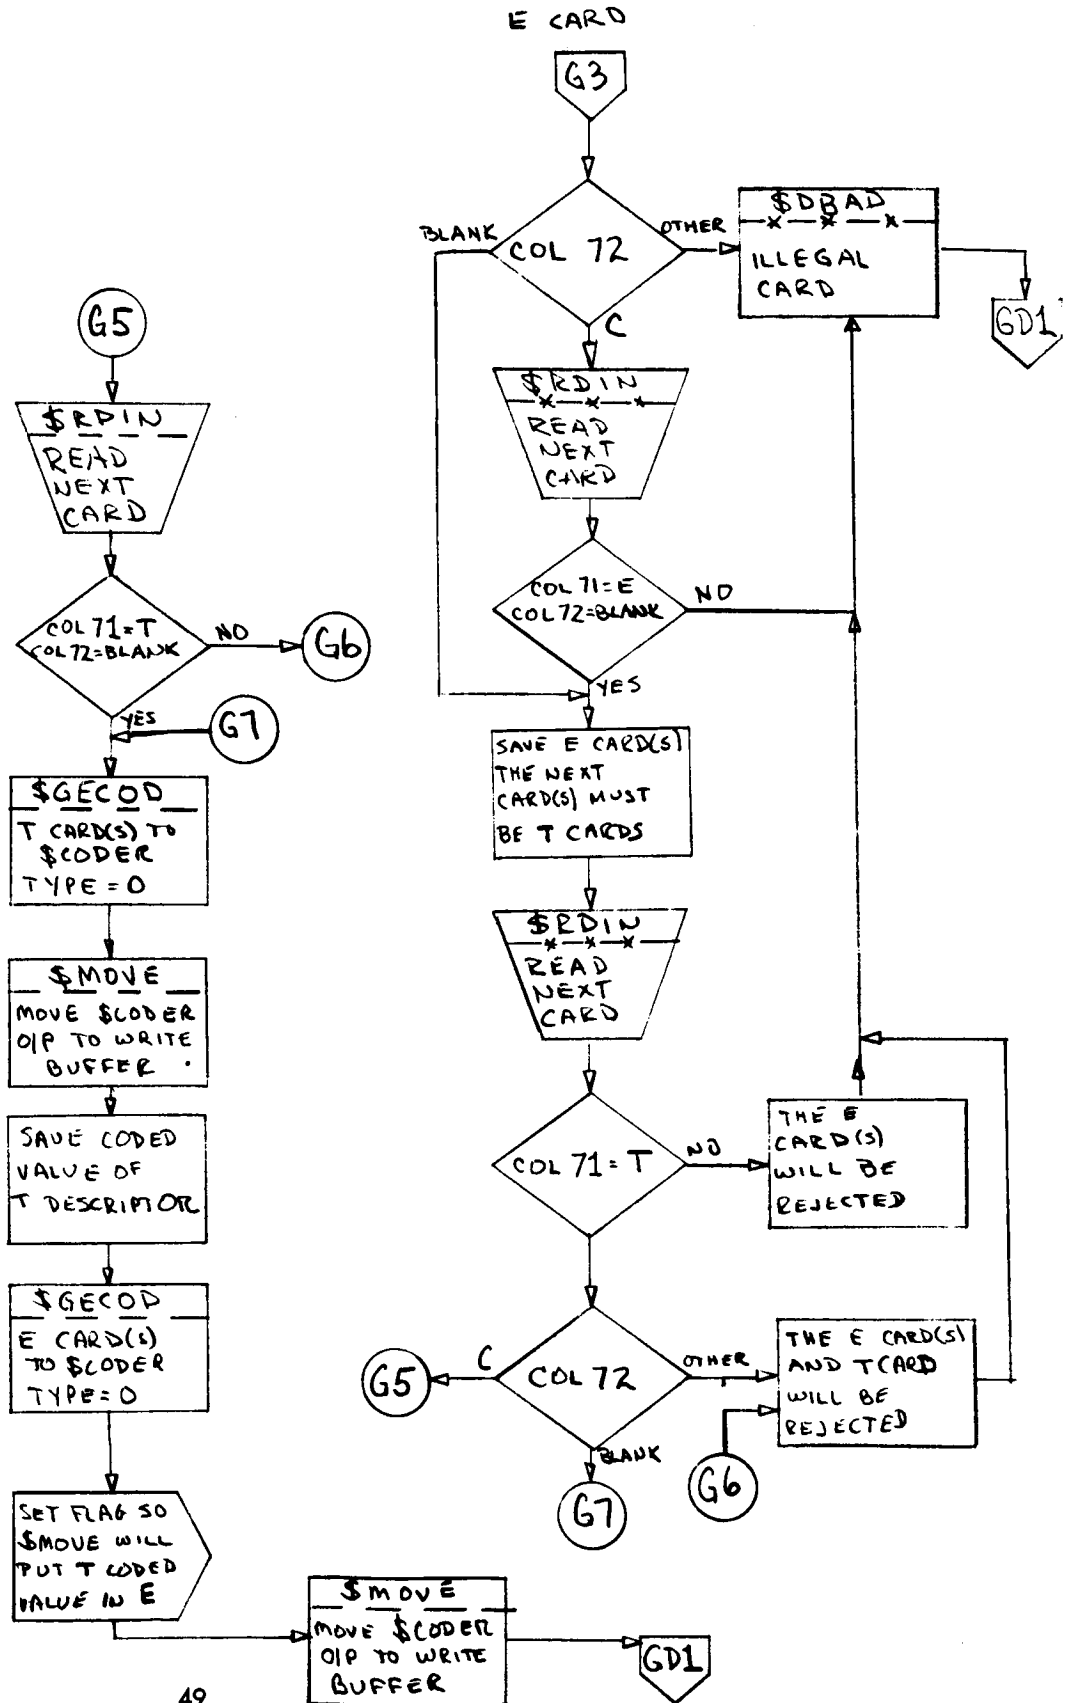 E CARD
G3
COL 72
BLANK
OTHER
C
$DBAD
ILLEGAL
CARD
GD1
$RDIN
READ
NEXT
CARD
COL 71=E
COL 72=BLANK
NO
YES
SAVE E CARD(S)
THE NEXT
CARD(S) MUST
BE T CARDS
$RDIN
READ
NEXT
CARD
COL 71=T
NO
THE E
CARD(S)
WILL BE
REJECTED
COL 72
C
G5
OTHER
THE E CARD(S)
AND T CARD
WILL BE
REJECTED
G6
BLANK
G7
G5
$RDIN
READ
NEXT
CARD
COL 71=T
COL 72=BLANK
NO
G6
YES
G7
$GECOD
T CARD(S) TO
$CODER
TYPE=0
$MOVE
MOVE $CODER
O/P TO WRITE
BUFFER
SAVE CODED
VALUE OF
T DESCRIPTOR
$GECOD
E CARD(S)
TO $CODER
TYPE=0
SET FLAG SO
$MOVE WILL
PUT T CODED
VALUE IN E
$MOVE
MOVE $CODER
O/P TO WRITE
BUFFER
GD1
49